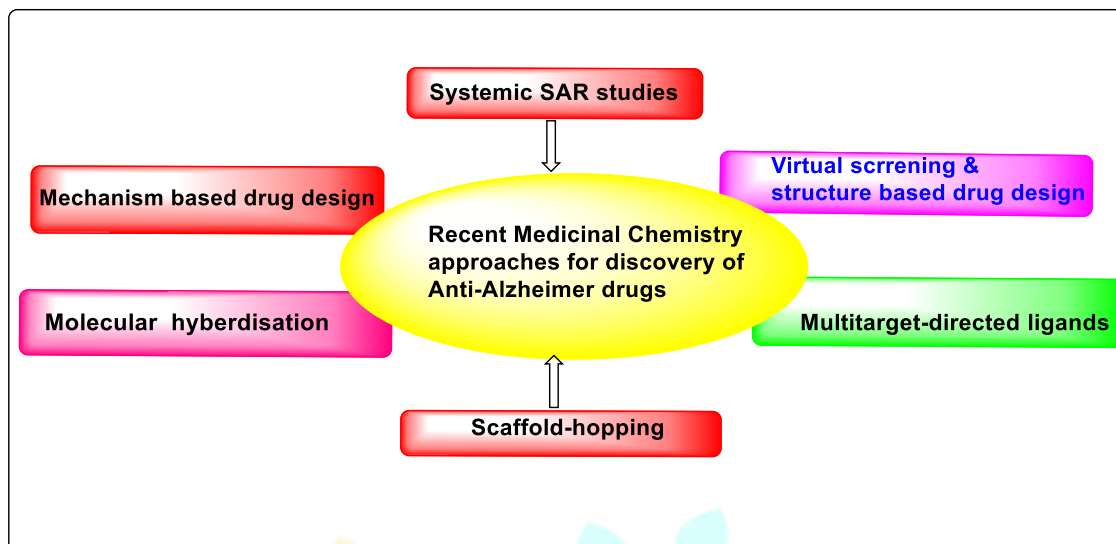 Systemic SAR studies
Mechanism based drug design
Virtual scrrening &
structure based drug design
Recent Medicinal Chemistry
approaches for discovery of
Anti-Alzheimer drugs
Molecular hyberdisation
Multitarget-directed ligands
Scaffold-hopping